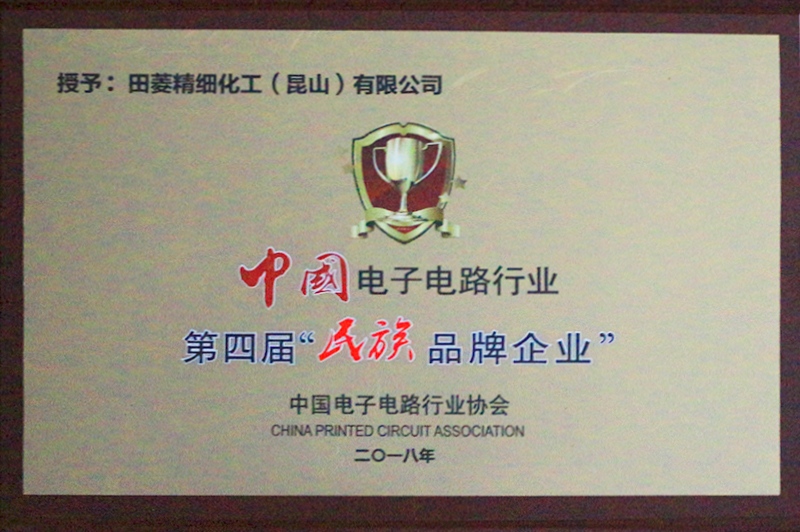 授予：田菱精细化工（昆山）有限公司
中國电子电路行业
第四届“民族品牌企业”
中国电子电路行业协会
CHINA PRINTED CIRCUIT ASSOCIATION
二〇一八年